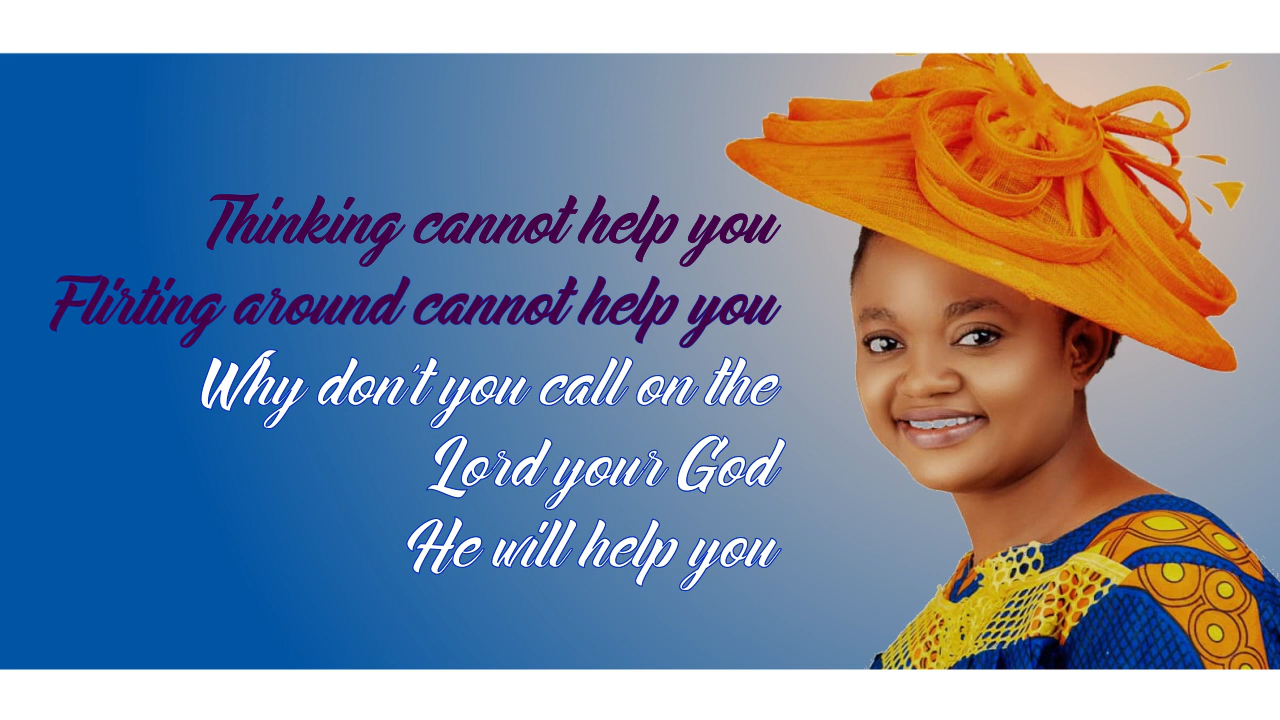 Thinking cannot help you
Flirting around cannot help you
Why don't you call on the
Lord your God
He will help you